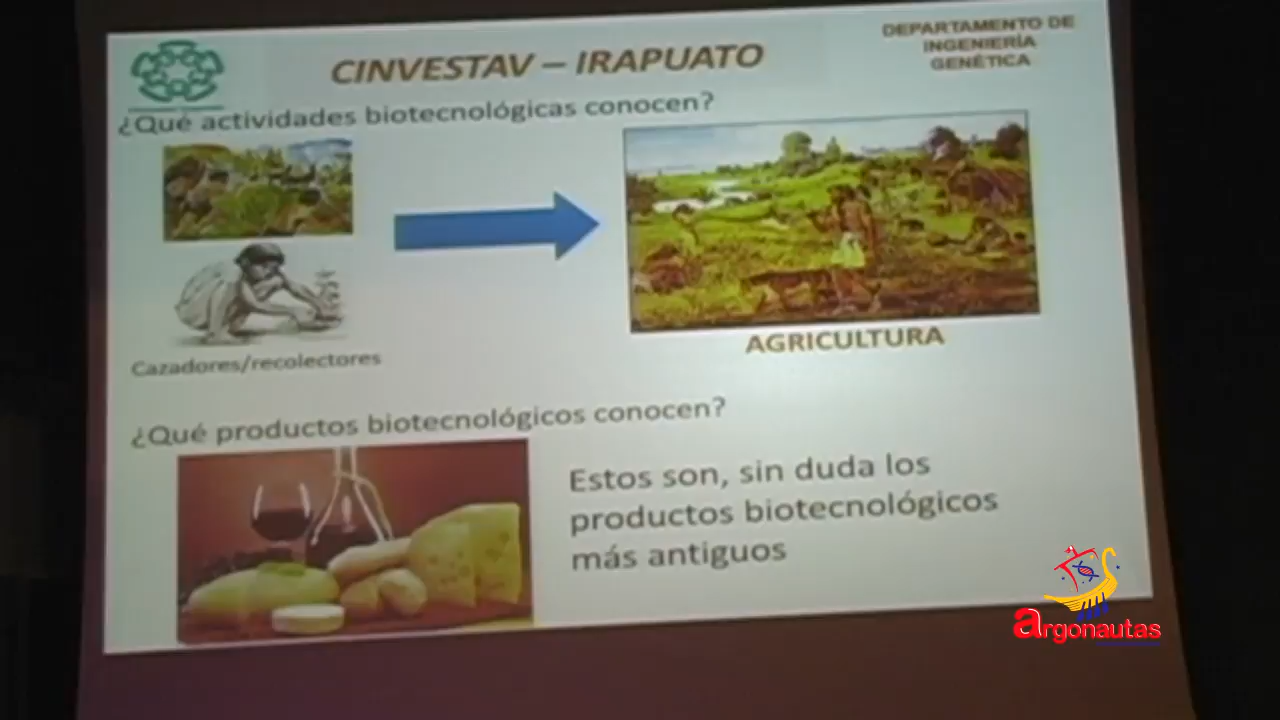 CINVESTAV – IRAPUATO
DEPARTAMENTO DE
INGENIERÍA
GENÉTICA
¿Qué actividades biotecnológicas conocen?
Cazadores/recolectores
AGRICULTURA
¿Qué productos biotecnológicos conocen?
Estos son, sin duda los
productos biotecnológicos
más antiguos
argonautas